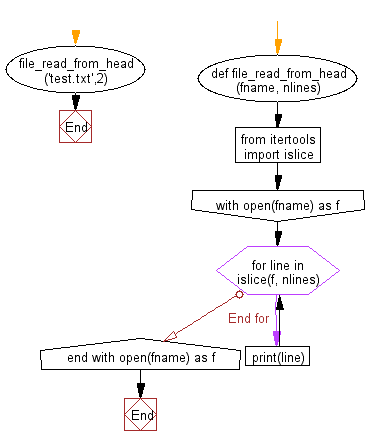 file_read_from_head
('test.txt',2)
End
def file_read_from_head
(fname, nlines)
from itertools
import islice
with open(fname) as f
for line in
islice(f, nlines)
End for
print(line)
end with open(fname) as f
End